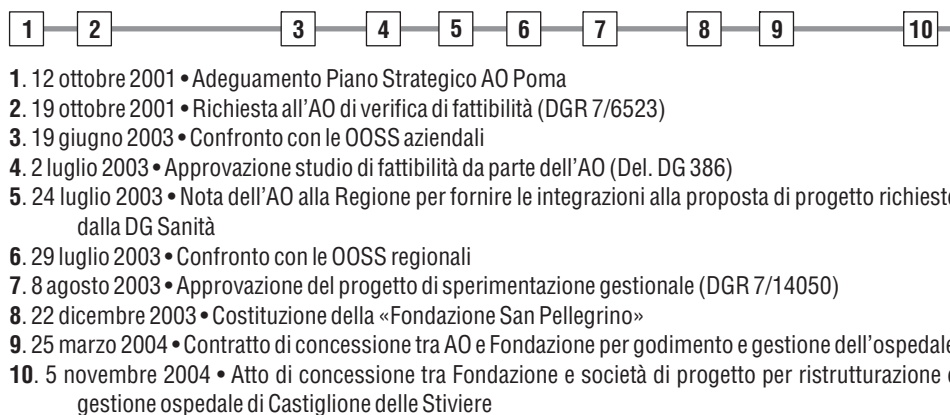 1 2 3 4 5 6 7 8 9 10
1. 12 ottobre 2001 • Adeguamento Piano Strategico AO Poma
2. 19 ottobre 2001 • Richiesta all'AO di verifica di fattibilità (DGR 7/6523)
3. 19 giugno 2003 • Confronto con le OOSS aziendali
4. 2 luglio 2003 • Approvazione studio di fattibilità da parte dell'AO (Del. DG 386)
5. 24 luglio 2003 • Nota dell'AO alla Regione per fornire le integrazioni alla proposta di progetto richieste
dalla DG Sanità
6. 29 luglio 2003 • Confronto con le OOSS regionali
7. 8 agosto 2003 • Approvazione del progetto di sperimentazione gestionale (DGR 7/14050)
8. 22 dicembre 2003 • Costituzione della «Fondazione San Pellegrino»
9. 25 marzo 2004 • Contratto di concessione tra AO e Fondazione per godimento e gestione dell'ospedale
10. 5 novembre 2004 • Atto di concessione tra Fondazione e società di progetto per ristrutturazione
gestione ospedale di Castiglione delle Stiviere